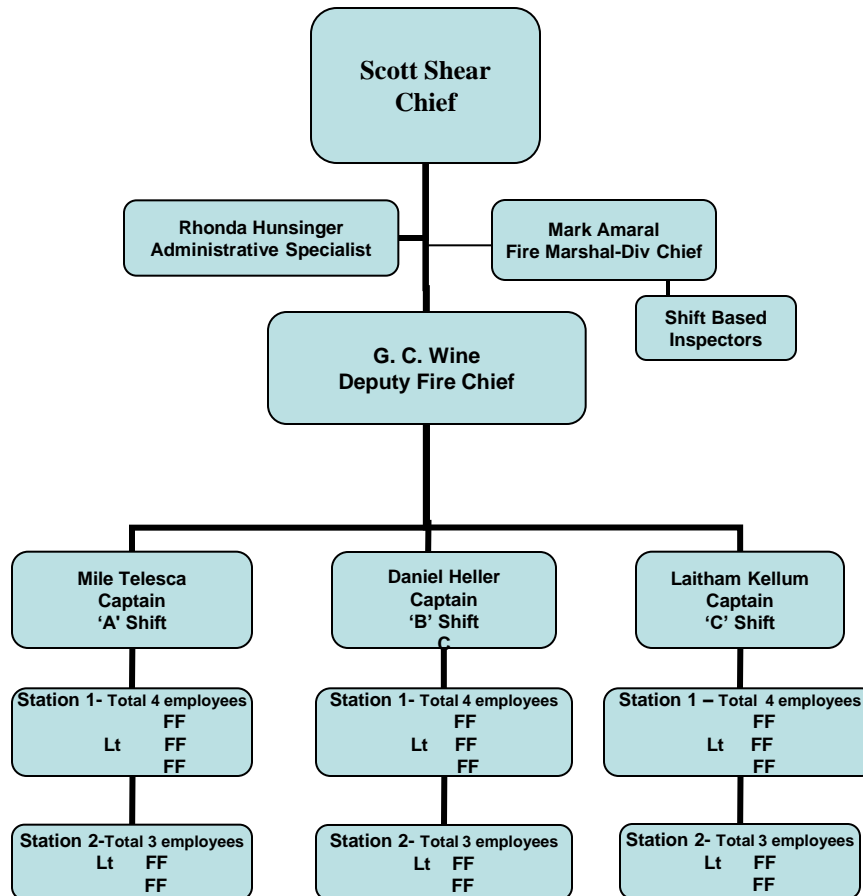 Scott Shear
Chief
Rhonda Hunsinger
Administrative Specialist
Mark Amaral
Fire Marshal-Div Chief
Shift Based
Inspectors
G. C. Wine
Deputy Fire Chief
Mile Telesca
Captain
‘A' Shift
Daniel Heller
Captain
‘B’ Shift
C
Laitham Kellum
Captain
‘C’ Shift
Station 1- Total 4 employees
FF
Lt FF
FF
Station 1- Total 4 employees
FF
Lt FF
FF
Station 1 – Total 4 employees
FF
Lt FF
FF
Station 2-Total 3 employees
Lt FF
FF
Station 2- Total 3 employees
Lt FF
FF
Station 2- Total 3 employees
Lt FF
FF